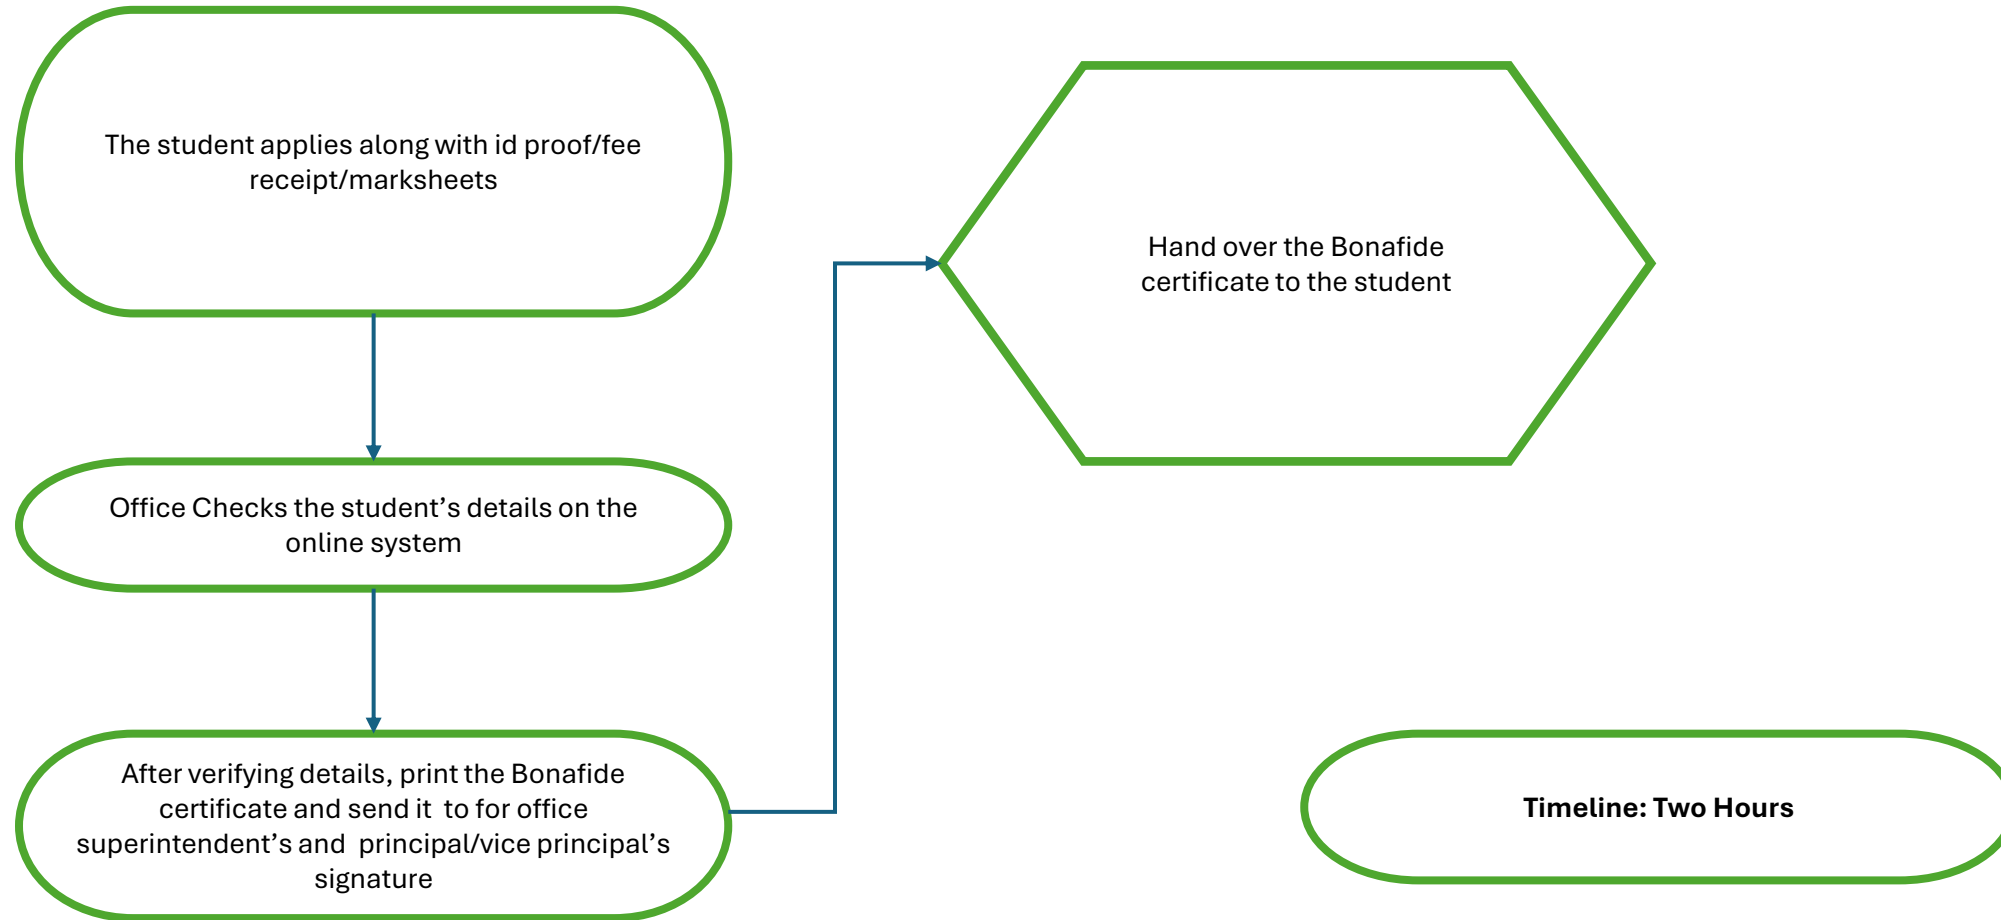 The student applies along with id proof/fee
receipt/marksheets
Office Checks the student’s details on the
online system
After verifying details, print the Bonafide
certificate and send it  to for office
superintendent’s and  principal/vice principal’s
signature
Hand over the Bonafide
certificate to the student
Timeline: Two Hours